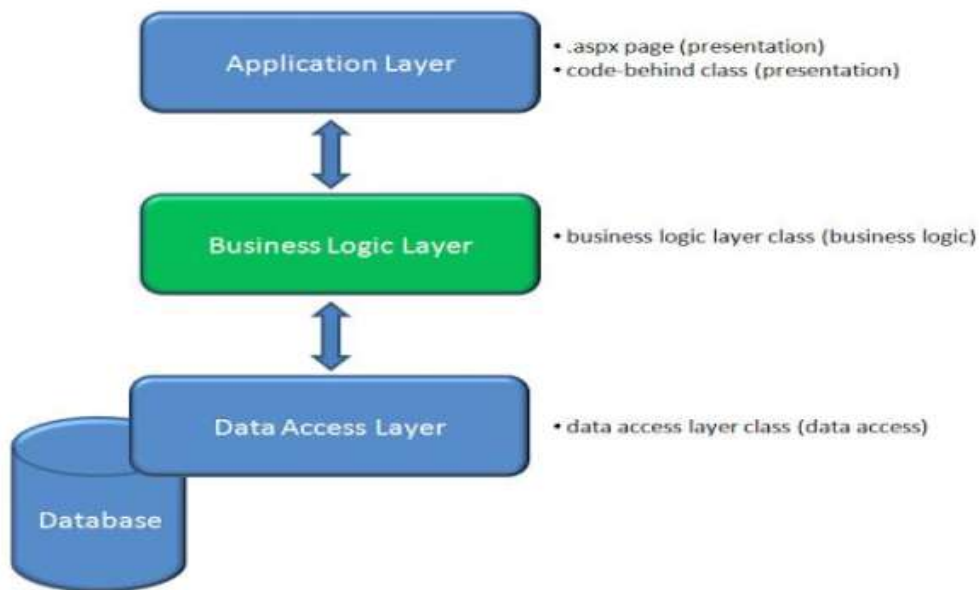 Application Layer
• .aspx page (presentation)
• code-behind class (presentation)
Business Logic Layer
• business logic layer class (business logic)
Data Access Layer
• data access layer class (data access)
Database